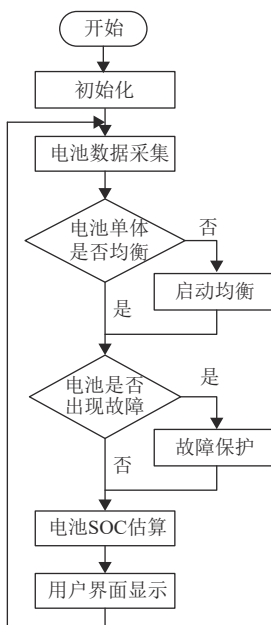 开始
初始化
电池数据采集
电池单体
是否均衡
否
启动均衡
是
电池是否
出现故障
是
故障保护
否
电池SOC估算
用户界面显示